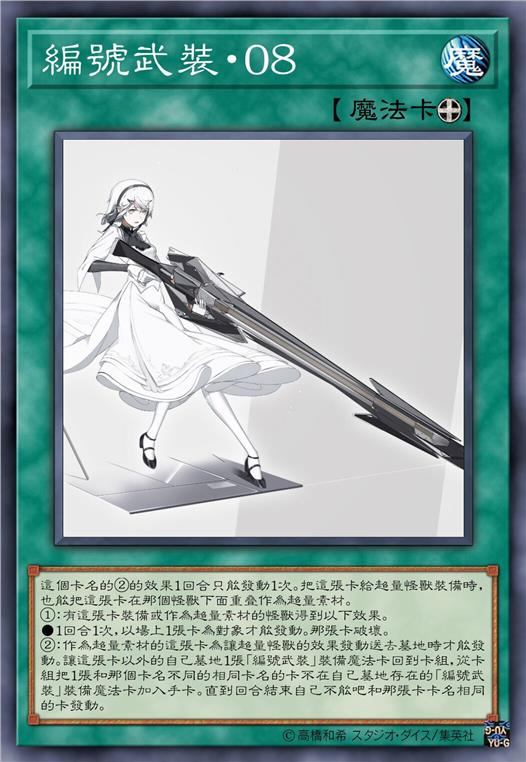 編號武裝・08
魔
【魔法卡】
這個卡名的②的效果1回合只能發動1次。把這張卡給超量怪獸裝備時,
也能把這張卡在那個怪獸下面重疊作為超量素材。
①:有這張卡裝備或作為超量素材的怪獸得到以下效果。
●1回合1次,以場上1張卡為對象才能發動。那張卡破壞。
②:作為超量素材的這張卡為讓超量怪獸的效果發動送去墓地時才能發
動。讓這張卡以外的自己墓地1張「編號武裝」裝備魔法卡回到卡組,從卡
組把1張和那個卡名不同的相同卡名的卡不在自己墓地存在的「編號武
裝」裝備魔法卡加入手卡。直到回合結束自己不能吧和那張卡卡名相同
的卡發動。
©高橋和希 スタジオ・ダイス/集英社
YU-G
YU-G